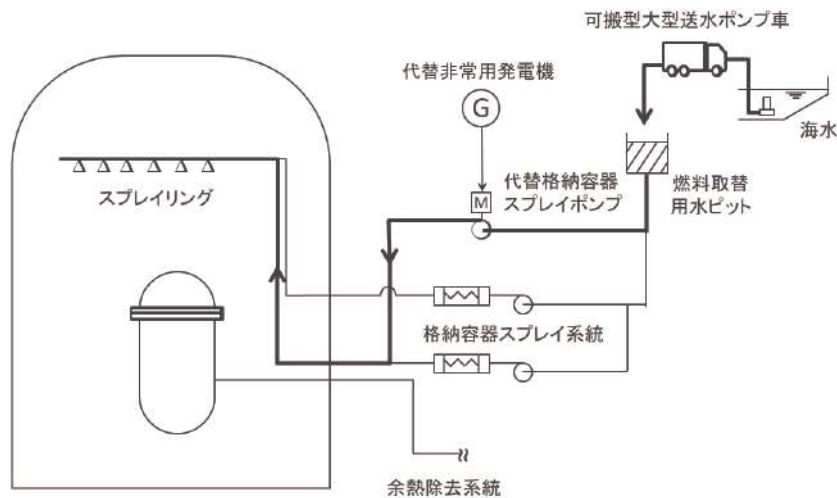 可搬型大型送水ポンプ車
代替非常用発電機
G
海水
M
代替格納容器
スプレイポンプ
燃料取替
用水ピット
スプレイリング
格納容器スプレイ系統
余熱除去系統